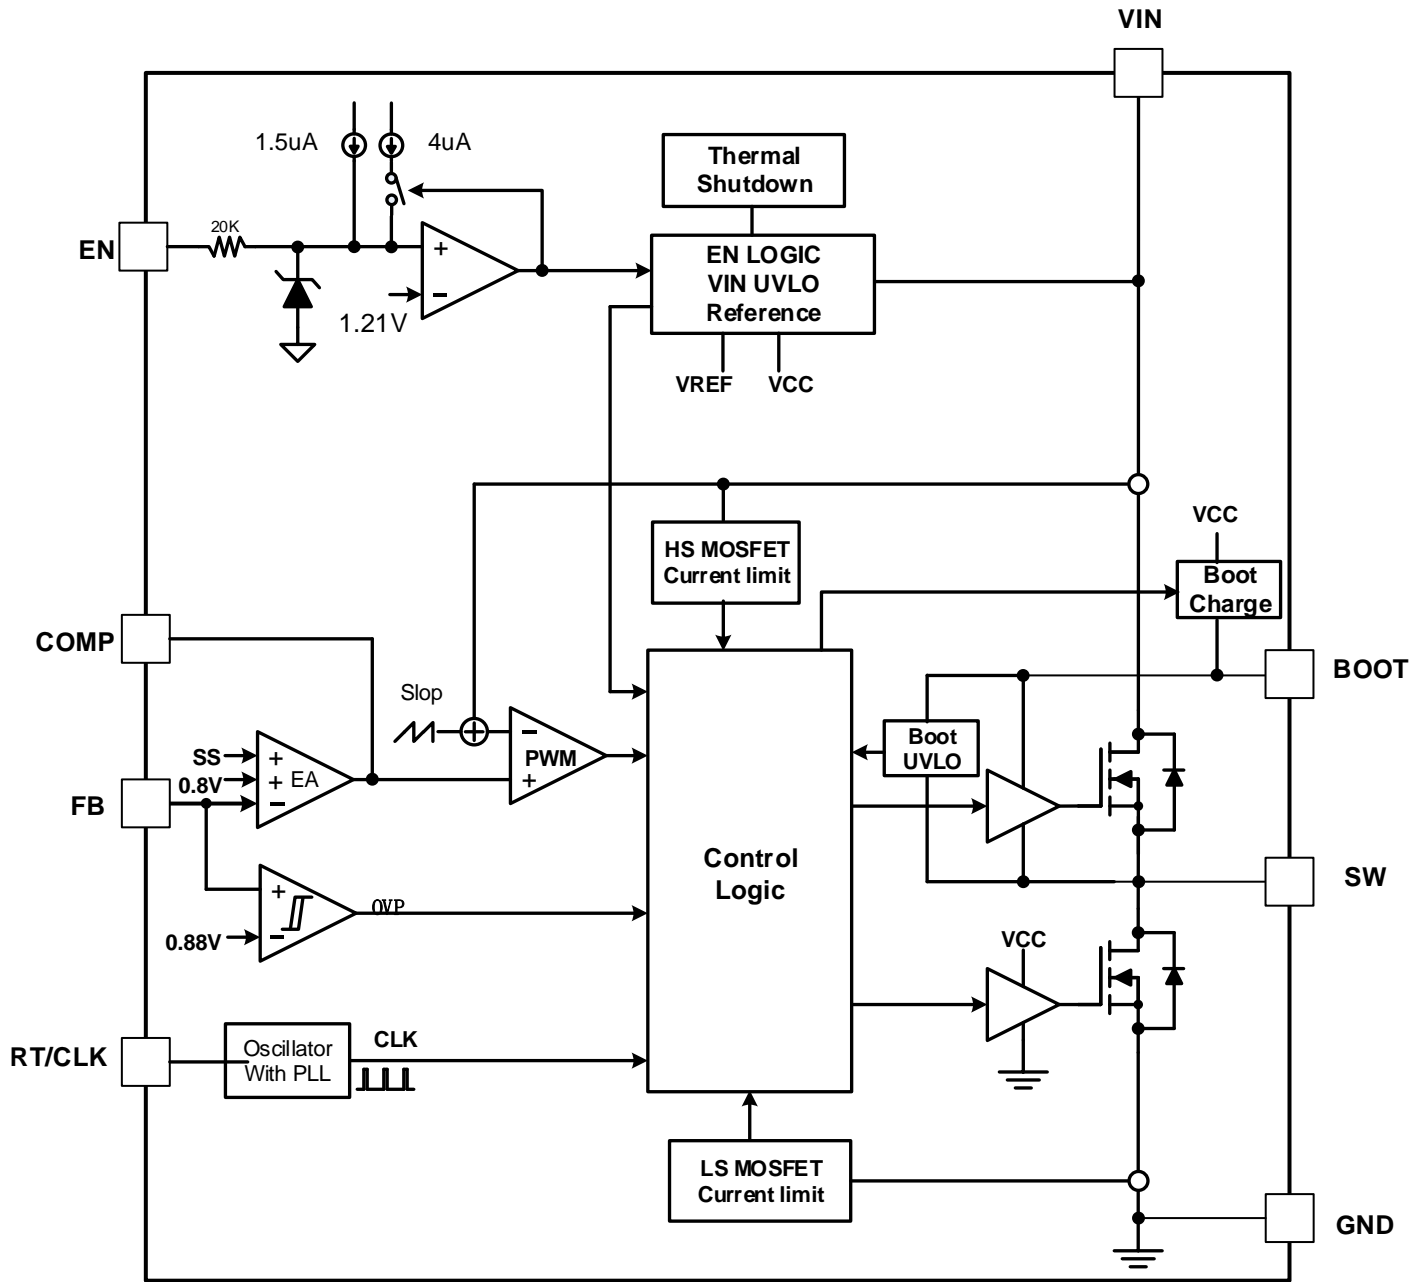 VIN
1.5uA
4uA
Thermal
Shutdown
20K
EN
+
−
1.21V
EN LOGIC
VIN UVLO
Reference
VREF
VCC
HS MOSFET
Current limit
VCC
Boot
Charge
COMP
BOOT
Slop
−
PWM
+
SS
0.8V
+
+
EA
−
FB
Boot
UVLO
Control
Logic
SW
+
−
0.88V
OVP
VCC
RT/CLK
Oscillator
With PLL
CLK
LS MOSFET
Current limit
GND